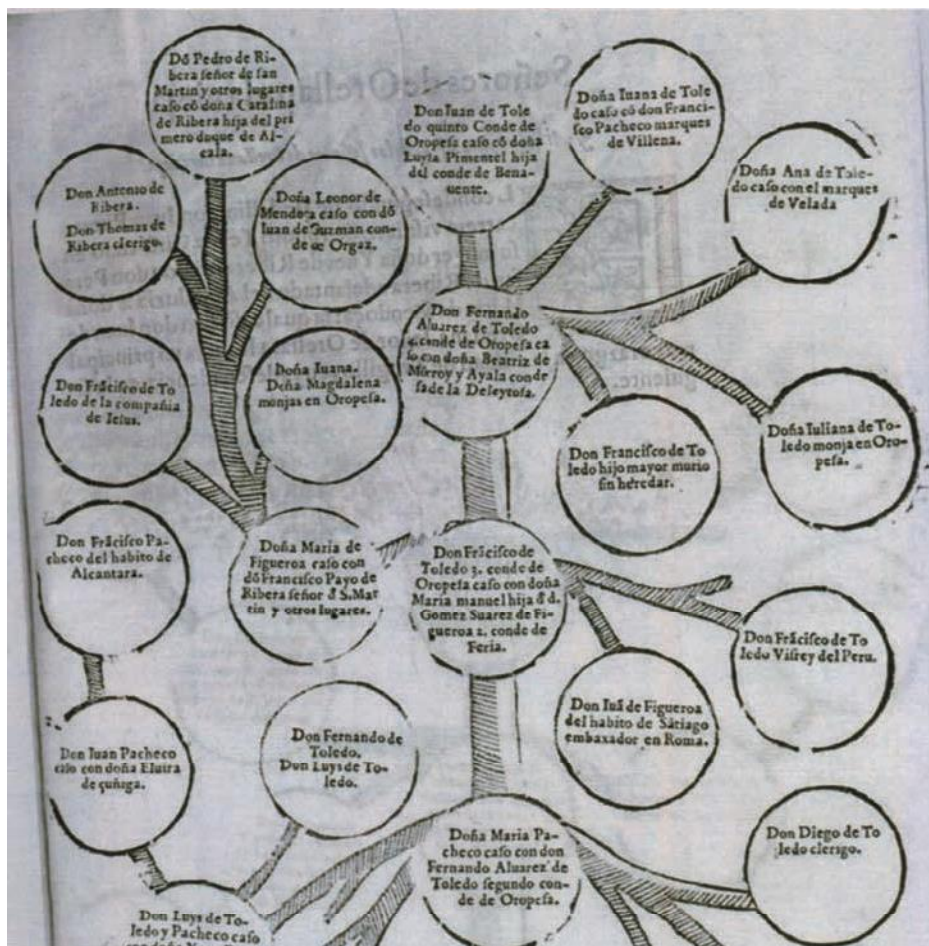 Dō Pedro de Ri-
bera señor de san
Martin y otros lugares
caso cō doña Catalina
de Ribera hija del pri
mero duque de Al-
cala.
Don Iuan de Tole
do quinto Conde de
Oropesa caso cō doña
Luysa Pimentel hija
del conde de Bena-
uente.
Doña Iuana de Tole
do caso cō don Franci-
sco Pacheco marques
de Villena.
Doña Ana de Tole-
do caso con el marques
de Velada
Don Antonio de
Ribera.
Don Thomas de
Ribera clerigo.
Doña Leonor de
Mendoça caso con dō
Iuan de Guzman con-
de de Orgaz.
Señores de Orella
Don Fernando
Aluarez de Toledo
conde de Oropesa ca
so con doña Beatriz de
Mōrroy y Ayala conde
sa de la Deleytosa.
Don Frācisco de To
ledo de la compañia
de Iesus.
Doña Iuana.
Doña Magdalena
monjas en Oropesa.
Don Francisco de To
ledo hijo mayor murio
sin heredar.
Doña Iuliana de To-
ledo monja en Oro-
pesa.
Don Frācisco Pa-
checo del habito de
Alcantara.
Doña Maria de
Figueroa caso con
dō Francisco Payo de
Ribera señor đ S. Mar
tin y otros lugares.
Don Frācisco de
Toledo 3. conde de
Oropesa caso con doña
Maria manuel hija đ d.
Gomez Suarez de Fi-
gueroa 2. conde de
Feria.
Don Frācisco de To
ledo Visrey del Peru.
Don Iuā de Figueroa
del habito de Sātiago
embaxador en Roma.
Don Iuan Pacheco
caso con doña Eluira
de çuñiga.
Don Fernando de
Toledo.
Don Luys de To-
ledo.
Doña Maria Pa-
checo caso con don
Fernando Aluarez de
Toledo segundo con-
de de Oropesa.
Don Diego de To
ledo clerigo.
Don Luys de To-
ledo y Pacheco caso
con doña